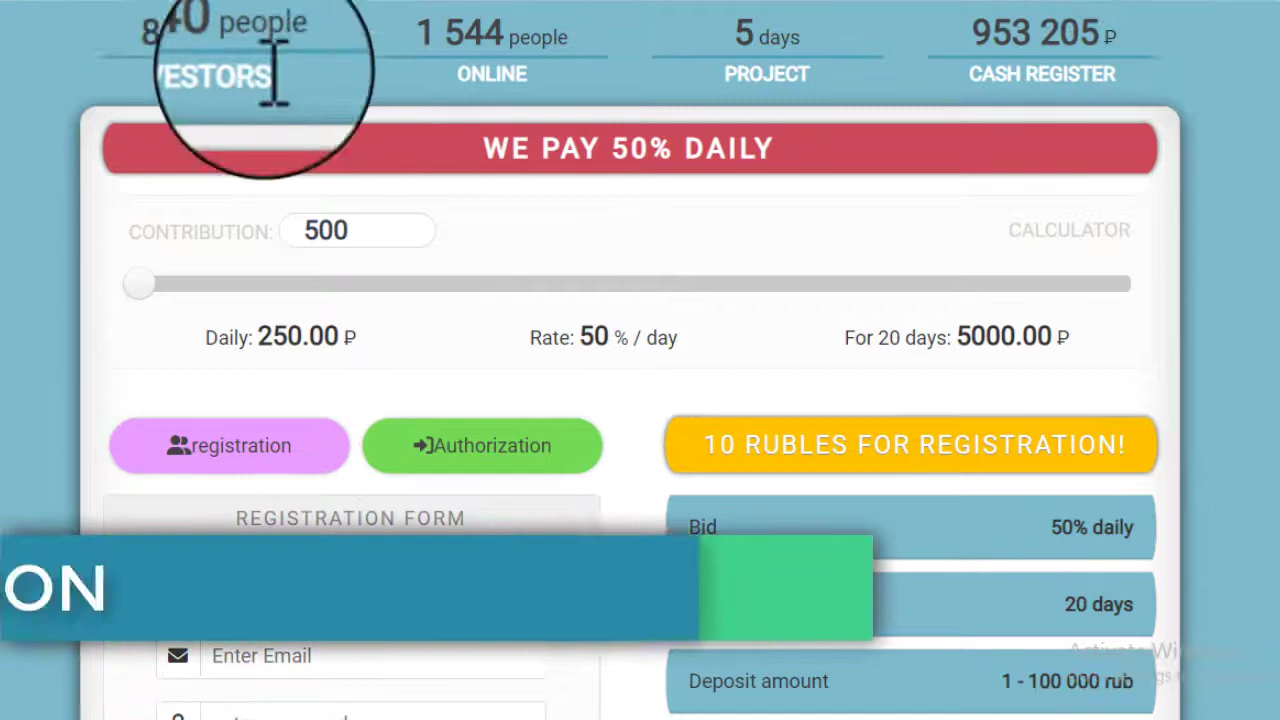 40 people
1 544 people
5 days
953 205 ₽
VESTORS
ONLINE
PROJECT
CASH REGISTER
WE PAY 50% DAILY
CONTRIBUTION: 500
CALCULATOR
Daily: 250.00 ₽
Rate: 50 % / day
For 20 days: 5000.00 ₽
registration
Authorization
10 RUBLES FOR REGISTRATION!
REGISTRATION FORM
Bid
50% daily
ON
20 days
Enter Email
Deposit amount
1 - 100 000 rub